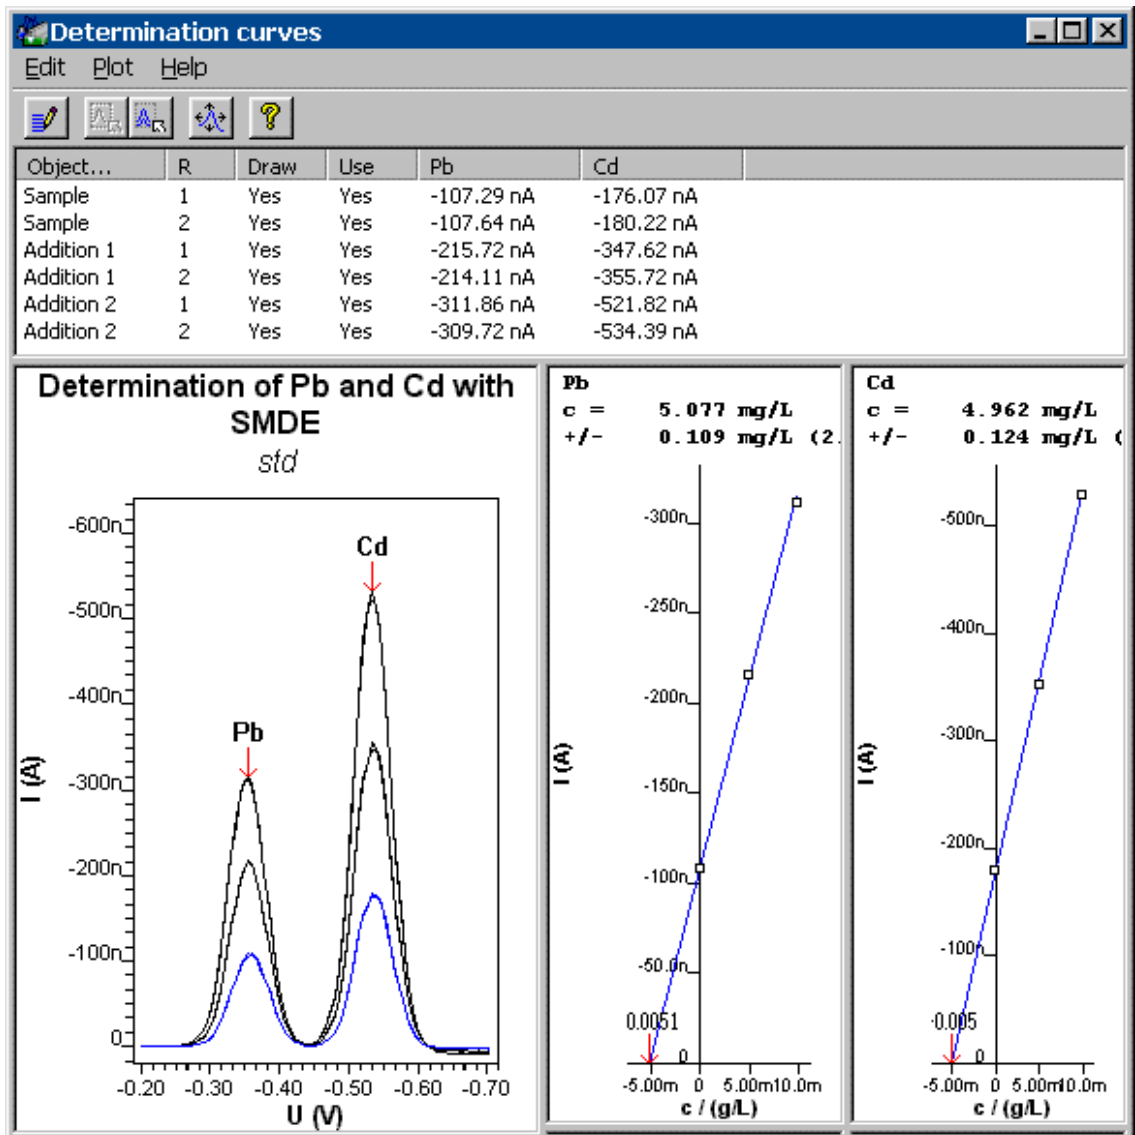 Determination curves
Edit Plot Help
Object... R Draw Use Pb Cd
Sample 1 Yes Yes -107.29 nA -176.07 nA
Sample 2 Yes Yes -107.64 nA -180.22 nA
Addition 1 1 Yes Yes -215.72 nA -347.62 nA
Addition 1 2 Yes Yes -214.11 nA -355.72 nA
Addition 2 1 Yes Yes -311.86 nA -521.82 nA
Addition 2 2 Yes Yes -309.72 nA -534.39 nA
Determination of Pb and Cd with
SMDE
std
-600n
-500n
-400n
-300n
-200n
-100n
0
Pb
Cd
I (A)
-0.20 -0.30 -0.40 -0.50 -0.60 -0.70
U (V)
Pb
c = 5.077 mg/L
+/- 0.109 mg/L (2.
-300n
-250n
-200n
-150n
-100n
-50.0n
0
0.0051
I (A)
-5.00m 0 5.00m 10.0m
c / (g/L)
Cd
c = 4.962 mg/L
+/- 0.124 mg/L (
-500n
-400n
-300n
-200n
-100n
0
-0.005
I (A)
-5.00m 0 5.00m 10.0m
c / (g/L)